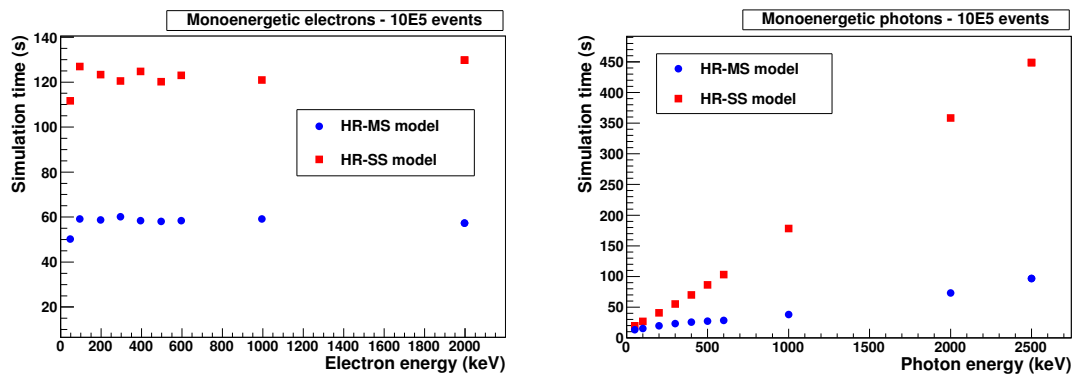 Monoenergetic electrons - 10E5 events
Simulation time (s)
140
120
100
80
60
40
20
HR-MS model
HR-SS model
0 200 400 600 800 1000 1200 1400 1600 1800 2000
Electron energy (keV)
Monoenergetic photons - 10E5 events
Simulation time (s)
450
400
350
300
250
200
150
100
50
0
HR-MS model
HR-SS model
0 500 1000 1500 2000 2500
Photon energy (keV)